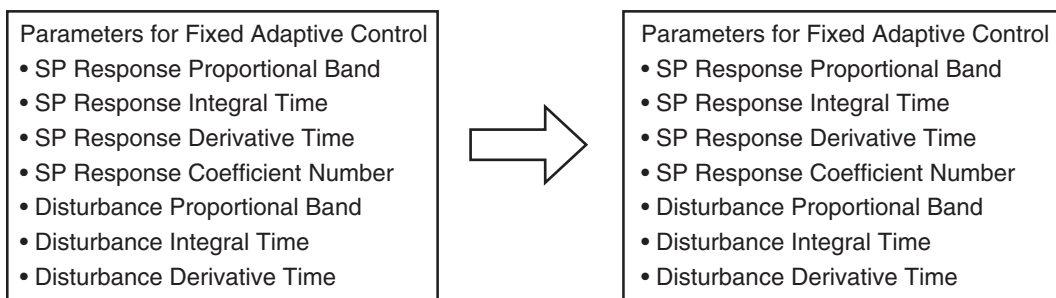 Parameters for Fixed Adaptive Control
• SP Response Proportional Band
• SP Response Integral Time
• SP Response Derivative Time
• SP Response Coefficient Number
• Disturbance Proportional Band
• Disturbance Integral Time
• Disturbance Derivative Time
Parameters for Fixed Adaptive Control
• SP Response Proportional Band
• SP Response Integral Time
• SP Response Derivative Time
• SP Response Coefficient Number
• Disturbance Proportional Band
• Disturbance Integral Time
• Disturbance Derivative Time